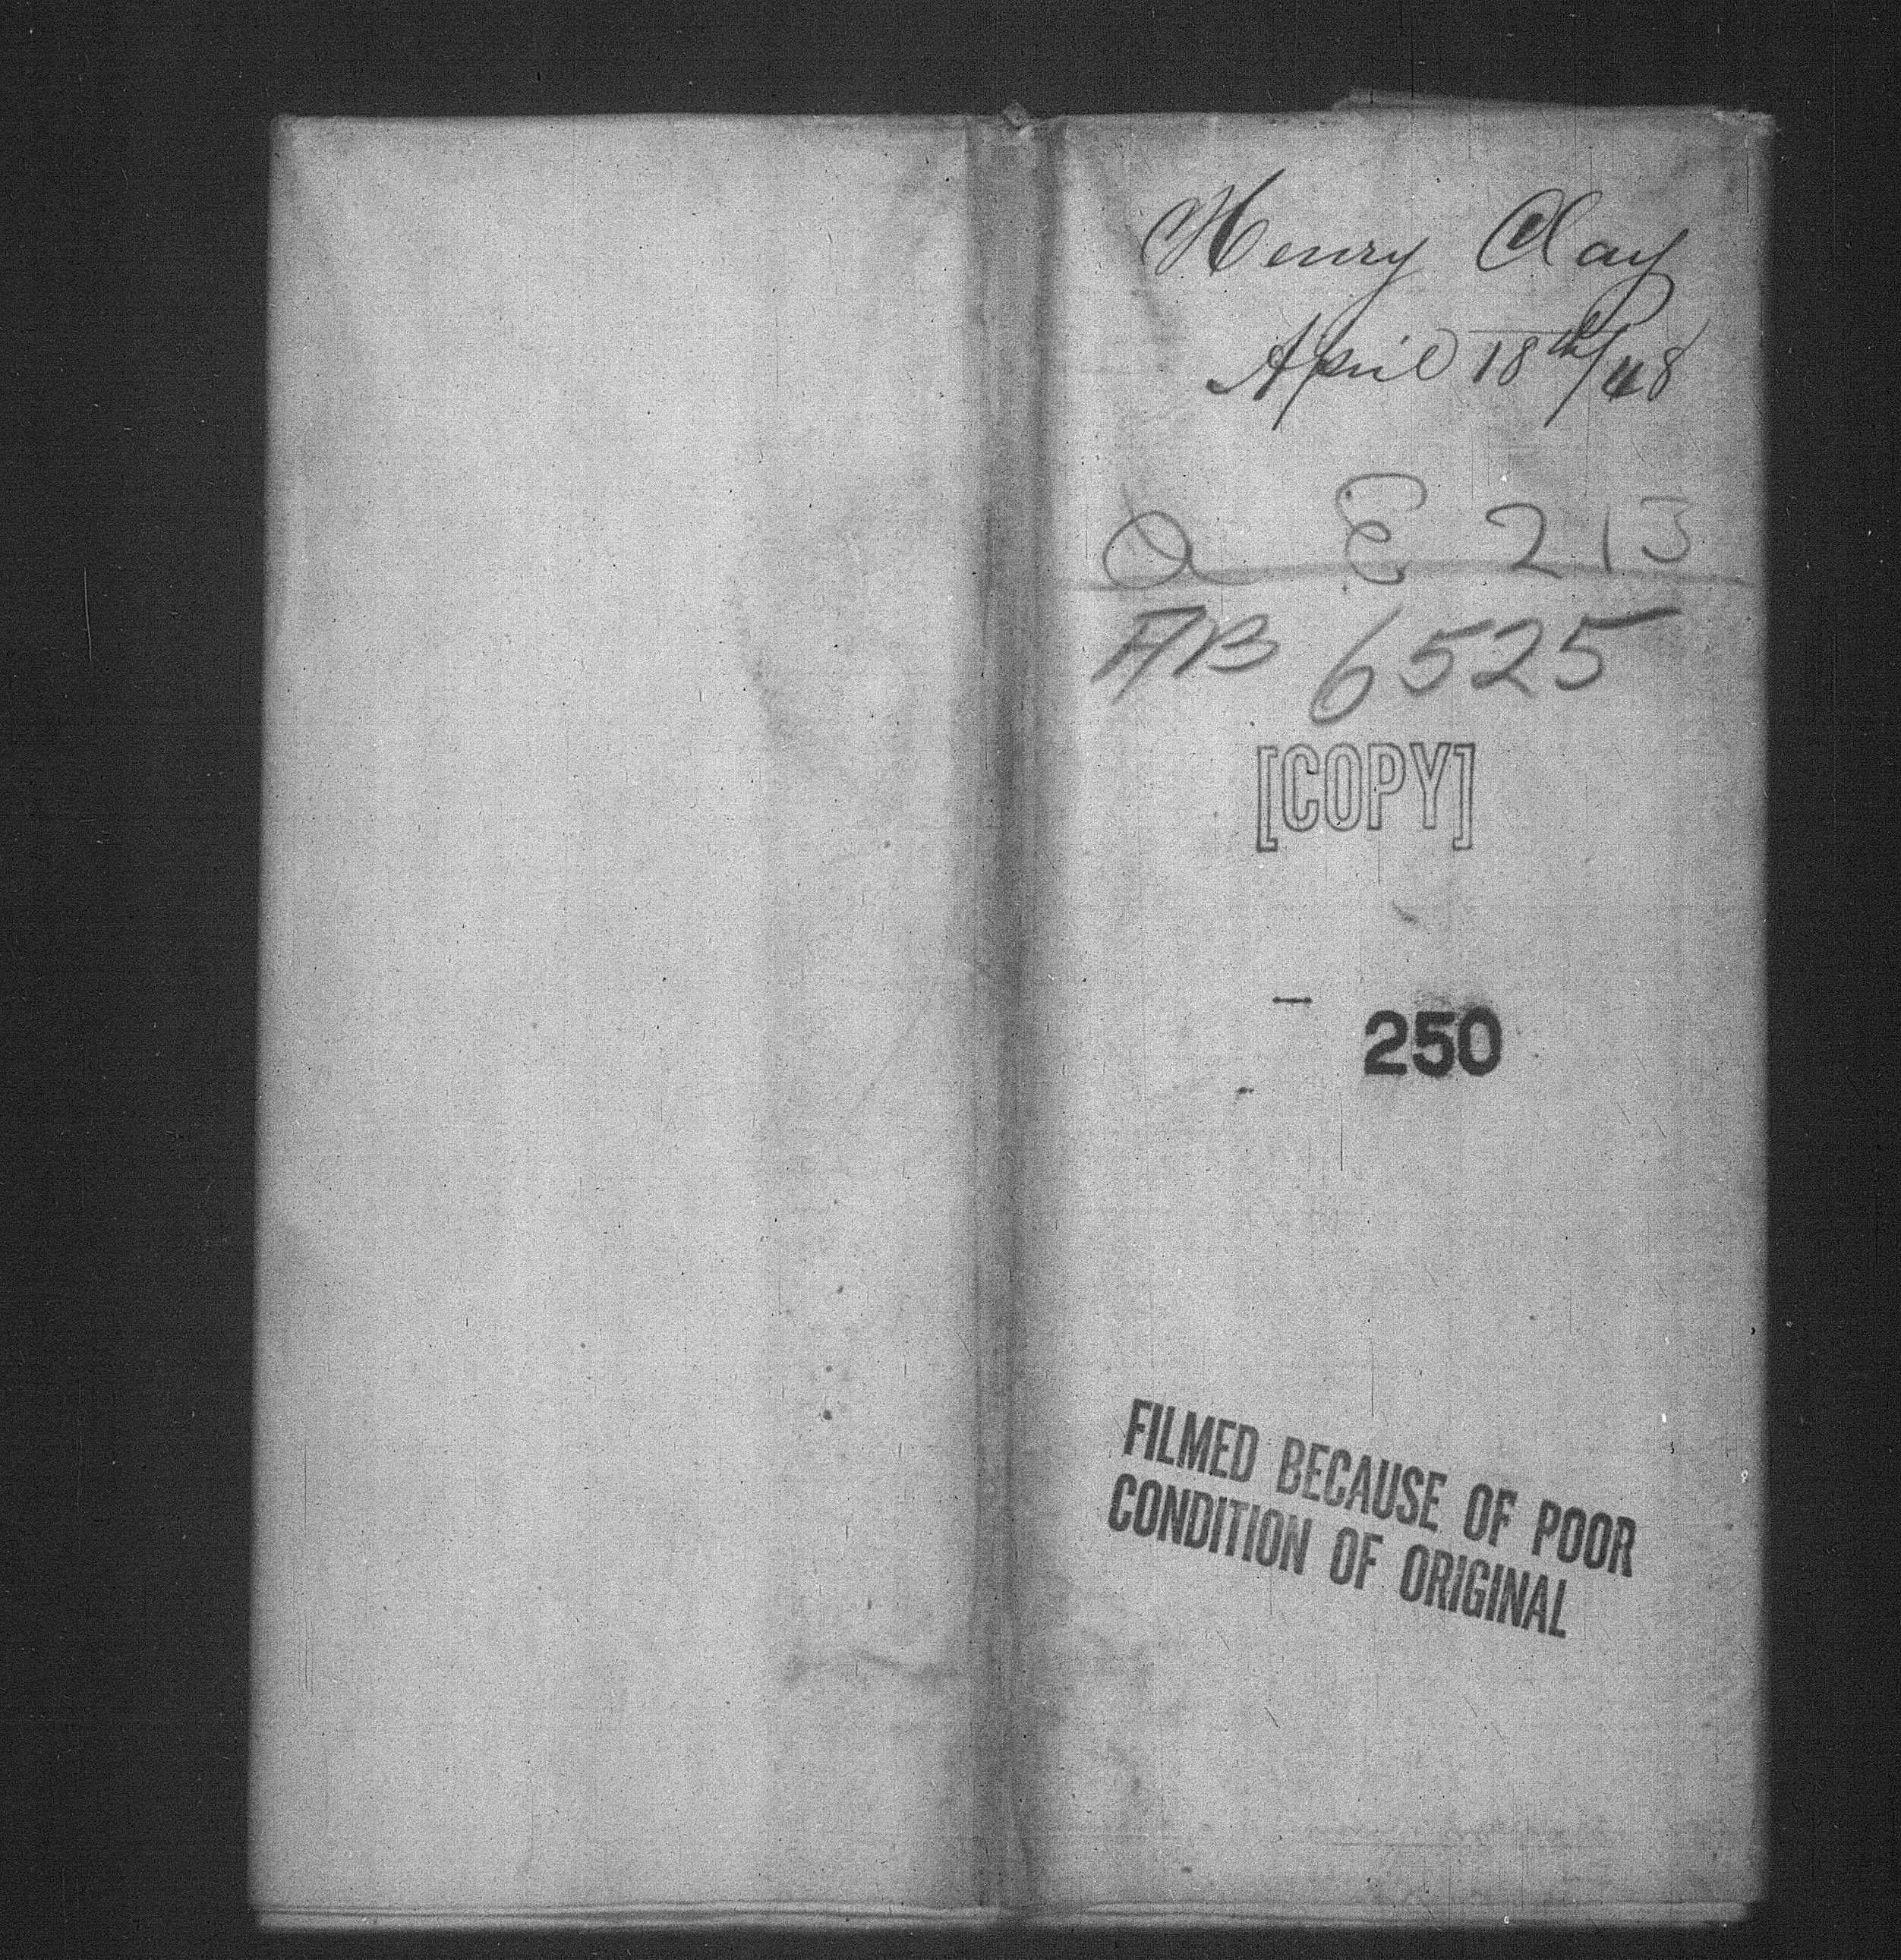 Henry Clay
April 18th/48
E 213
AB 6525
[COPY]
250
FILMED BECAUSE OF POOR
CONDITION OF ORIGINAL